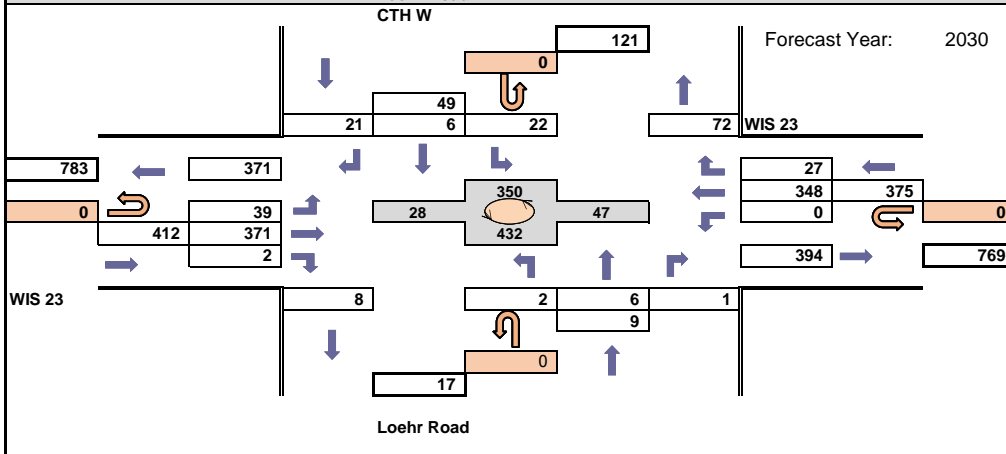 CTH W
121
Forecast Year: 2030
0
49
21 6 22 72 WIS 23
783 371 27
350
348 375
0 39 28 47 0 0
412 371 432
2 394 769
WIS 23 8 2 6 1
9
0
17
Loehr Road